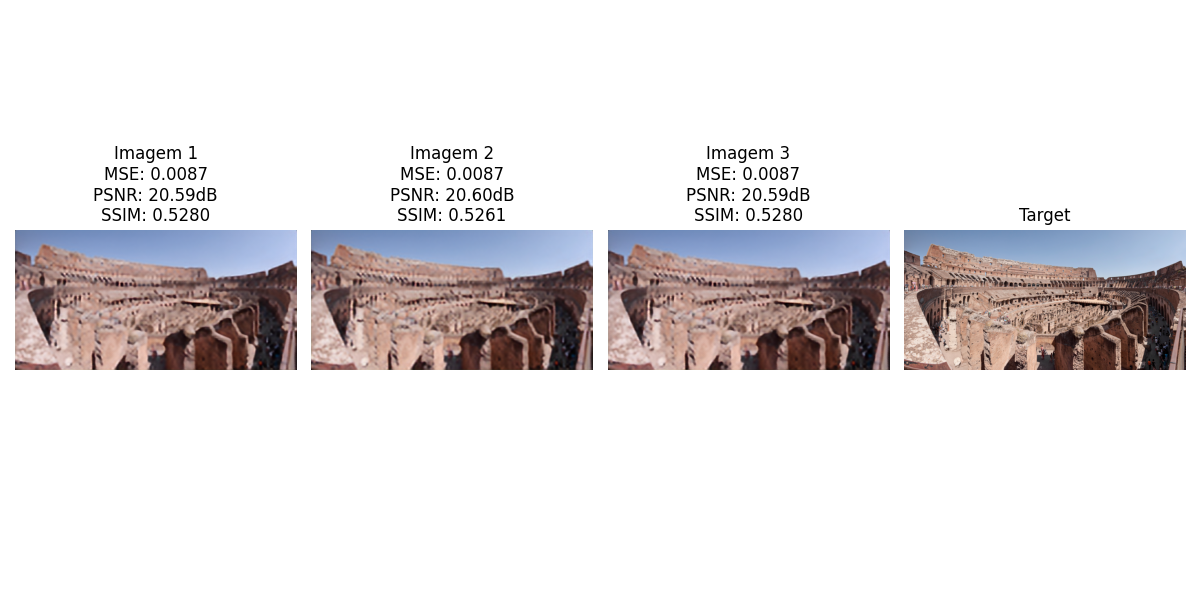 Imagem 1
MSE: 0.0087
PSNR: 20.59dB
SSIM: 0.5280
Imagem 2
MSE: 0.0087
PSNR: 20.60dB
SSIM: 0.5261
Imagem 3
MSE: 0.0087
PSNR: 20.59dB
SSIM: 0.5280
Target